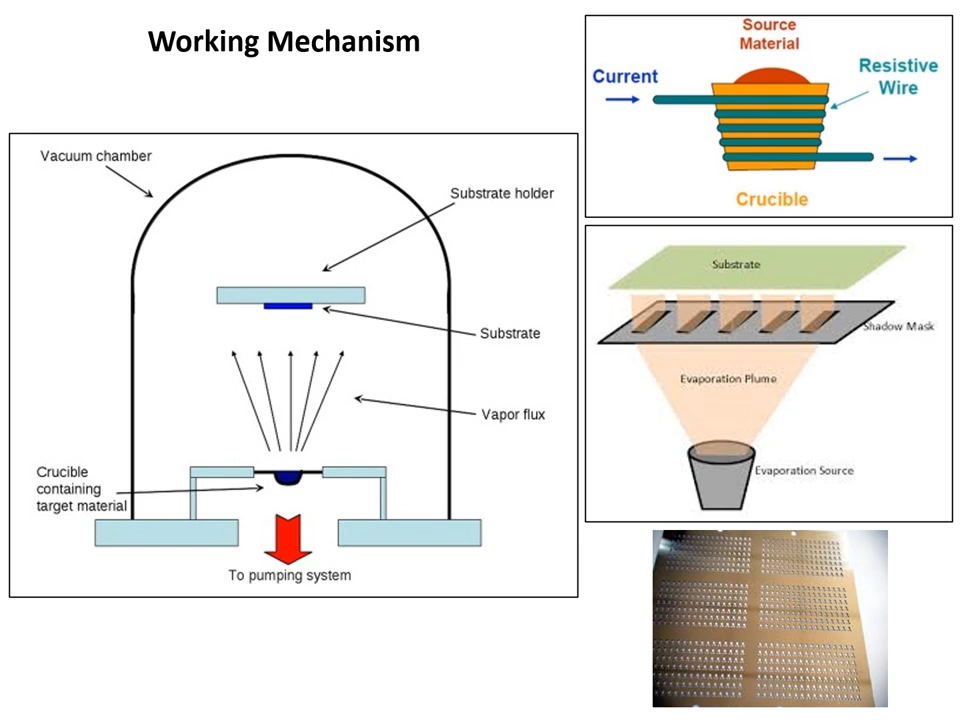 Working Mechanism
Vacuum chamber
Substrate holder
Substrate
Vapor flux
Crucible
containing
target material
To pumping system
Source
Material
Current
Resistive
Wire
Crucible
Substrate
Shadow Mask
Evaporation Plume
Evaporation Source